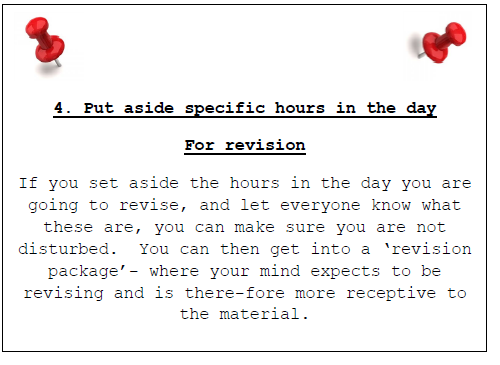 4. Put aside specific hours in the day
For revision
If you set aside the hours in the day you are
going to revise, and let everyone know what
these are, you can make sure you are not
disturbed.  You can then get into a ‘revision
package’- where your mind expects to be
revising and is there-fore more receptive to
the material.